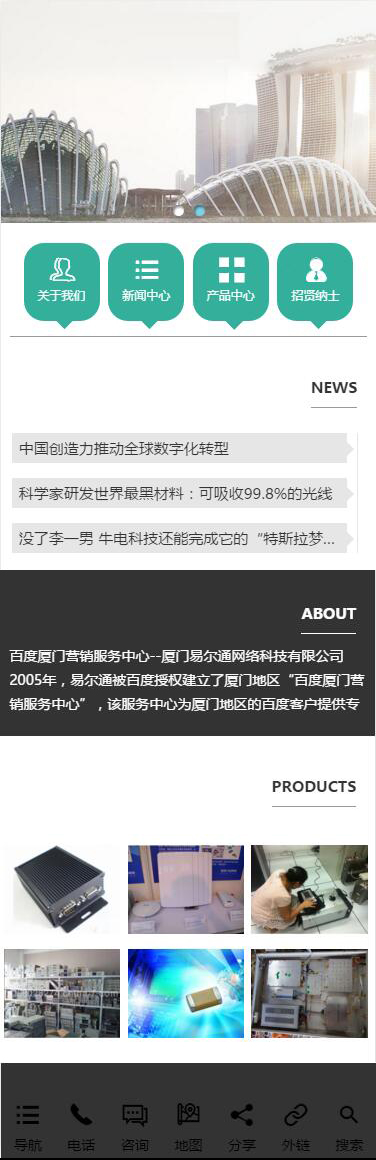 关于我们 新闻中心 产品中心 招贤纳士
NEWS
中国创造力推动全球数字化转型
科学家研发世界最黑材料：可吸收99.8%的光线
没了李一男 牛电科技还能完成它的“特斯拉梦...
ABOUT
百度厦门营销服务中心--厦门易尔通网络科技有限公司
2005年，易尔通被百度授权建立了厦门地区“百度厦门营
销服务中心”，该服务中心为厦门地区的百度客户提供专
PRODUCTS
导航 电话 咨询 地图 分享 外链 搜索